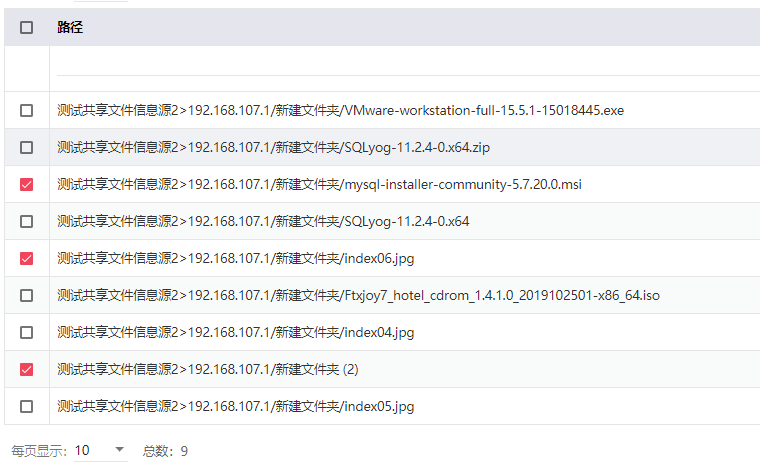 路径
测试共享文件信息源2>192.168.107.1/新建文件夹/VMware-workstation-full-15.5.1-15018445.exe
测试共享文件信息源2>192.168.107.1/新建文件夹/SQLyog-11.2.4-0.x64.zip
测试共享文件信息源2>192.168.107.1/新建文件夹/mysql-installer-community-5.7.20.0.msi
测试共享文件信息源2>192.168.107.1/新建文件夹/SQLyog-11.2.4-0.x64
测试共享文件信息源2>192.168.107.1/新建文件夹/index06.jpg
测试共享文件信息源2>192.168.107.1/新建文件夹/Ftxjoy7_hotel_cdrom_1.4.1.0_2019102501-x86_64.iso
测试共享文件信息源2>192.168.107.1/新建文件夹/index04.jpg
测试共享文件信息源2>192.168.107.1/新建文件夹 (2)
测试共享文件信息源2>192.168.107.1/新建文件夹/index05.jpg
每页显示: 10 总数: 9